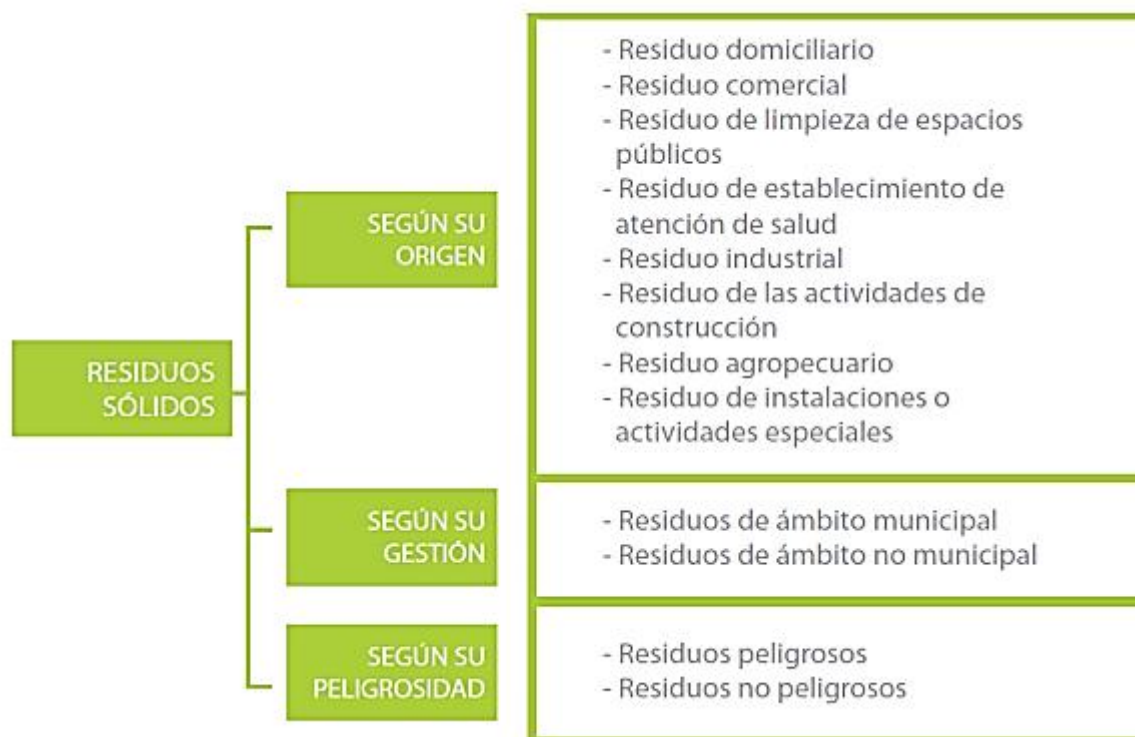 RESIDUOS
SÓLIDOS
SEGÚN SU
ORIGEN
- Residuo domiciliario
- Residuo comercial
- Residuo de limpieza de espacios
públicos
- Residuo de establecimiento de
atención de salud
- Residuo industrial
- Residuo de las actividades de
construcción
- Residuo agropecuario
- Residuo de instalaciones o
actividades especiales
SEGÚN SU
GESTIÓN
- Residuos de ámbito municipal
- Residuos de ámbito no municipal
SEGÚN SU
PELIGROSIDAD
- Residuos peligrosos
- Residuos no peligrosos